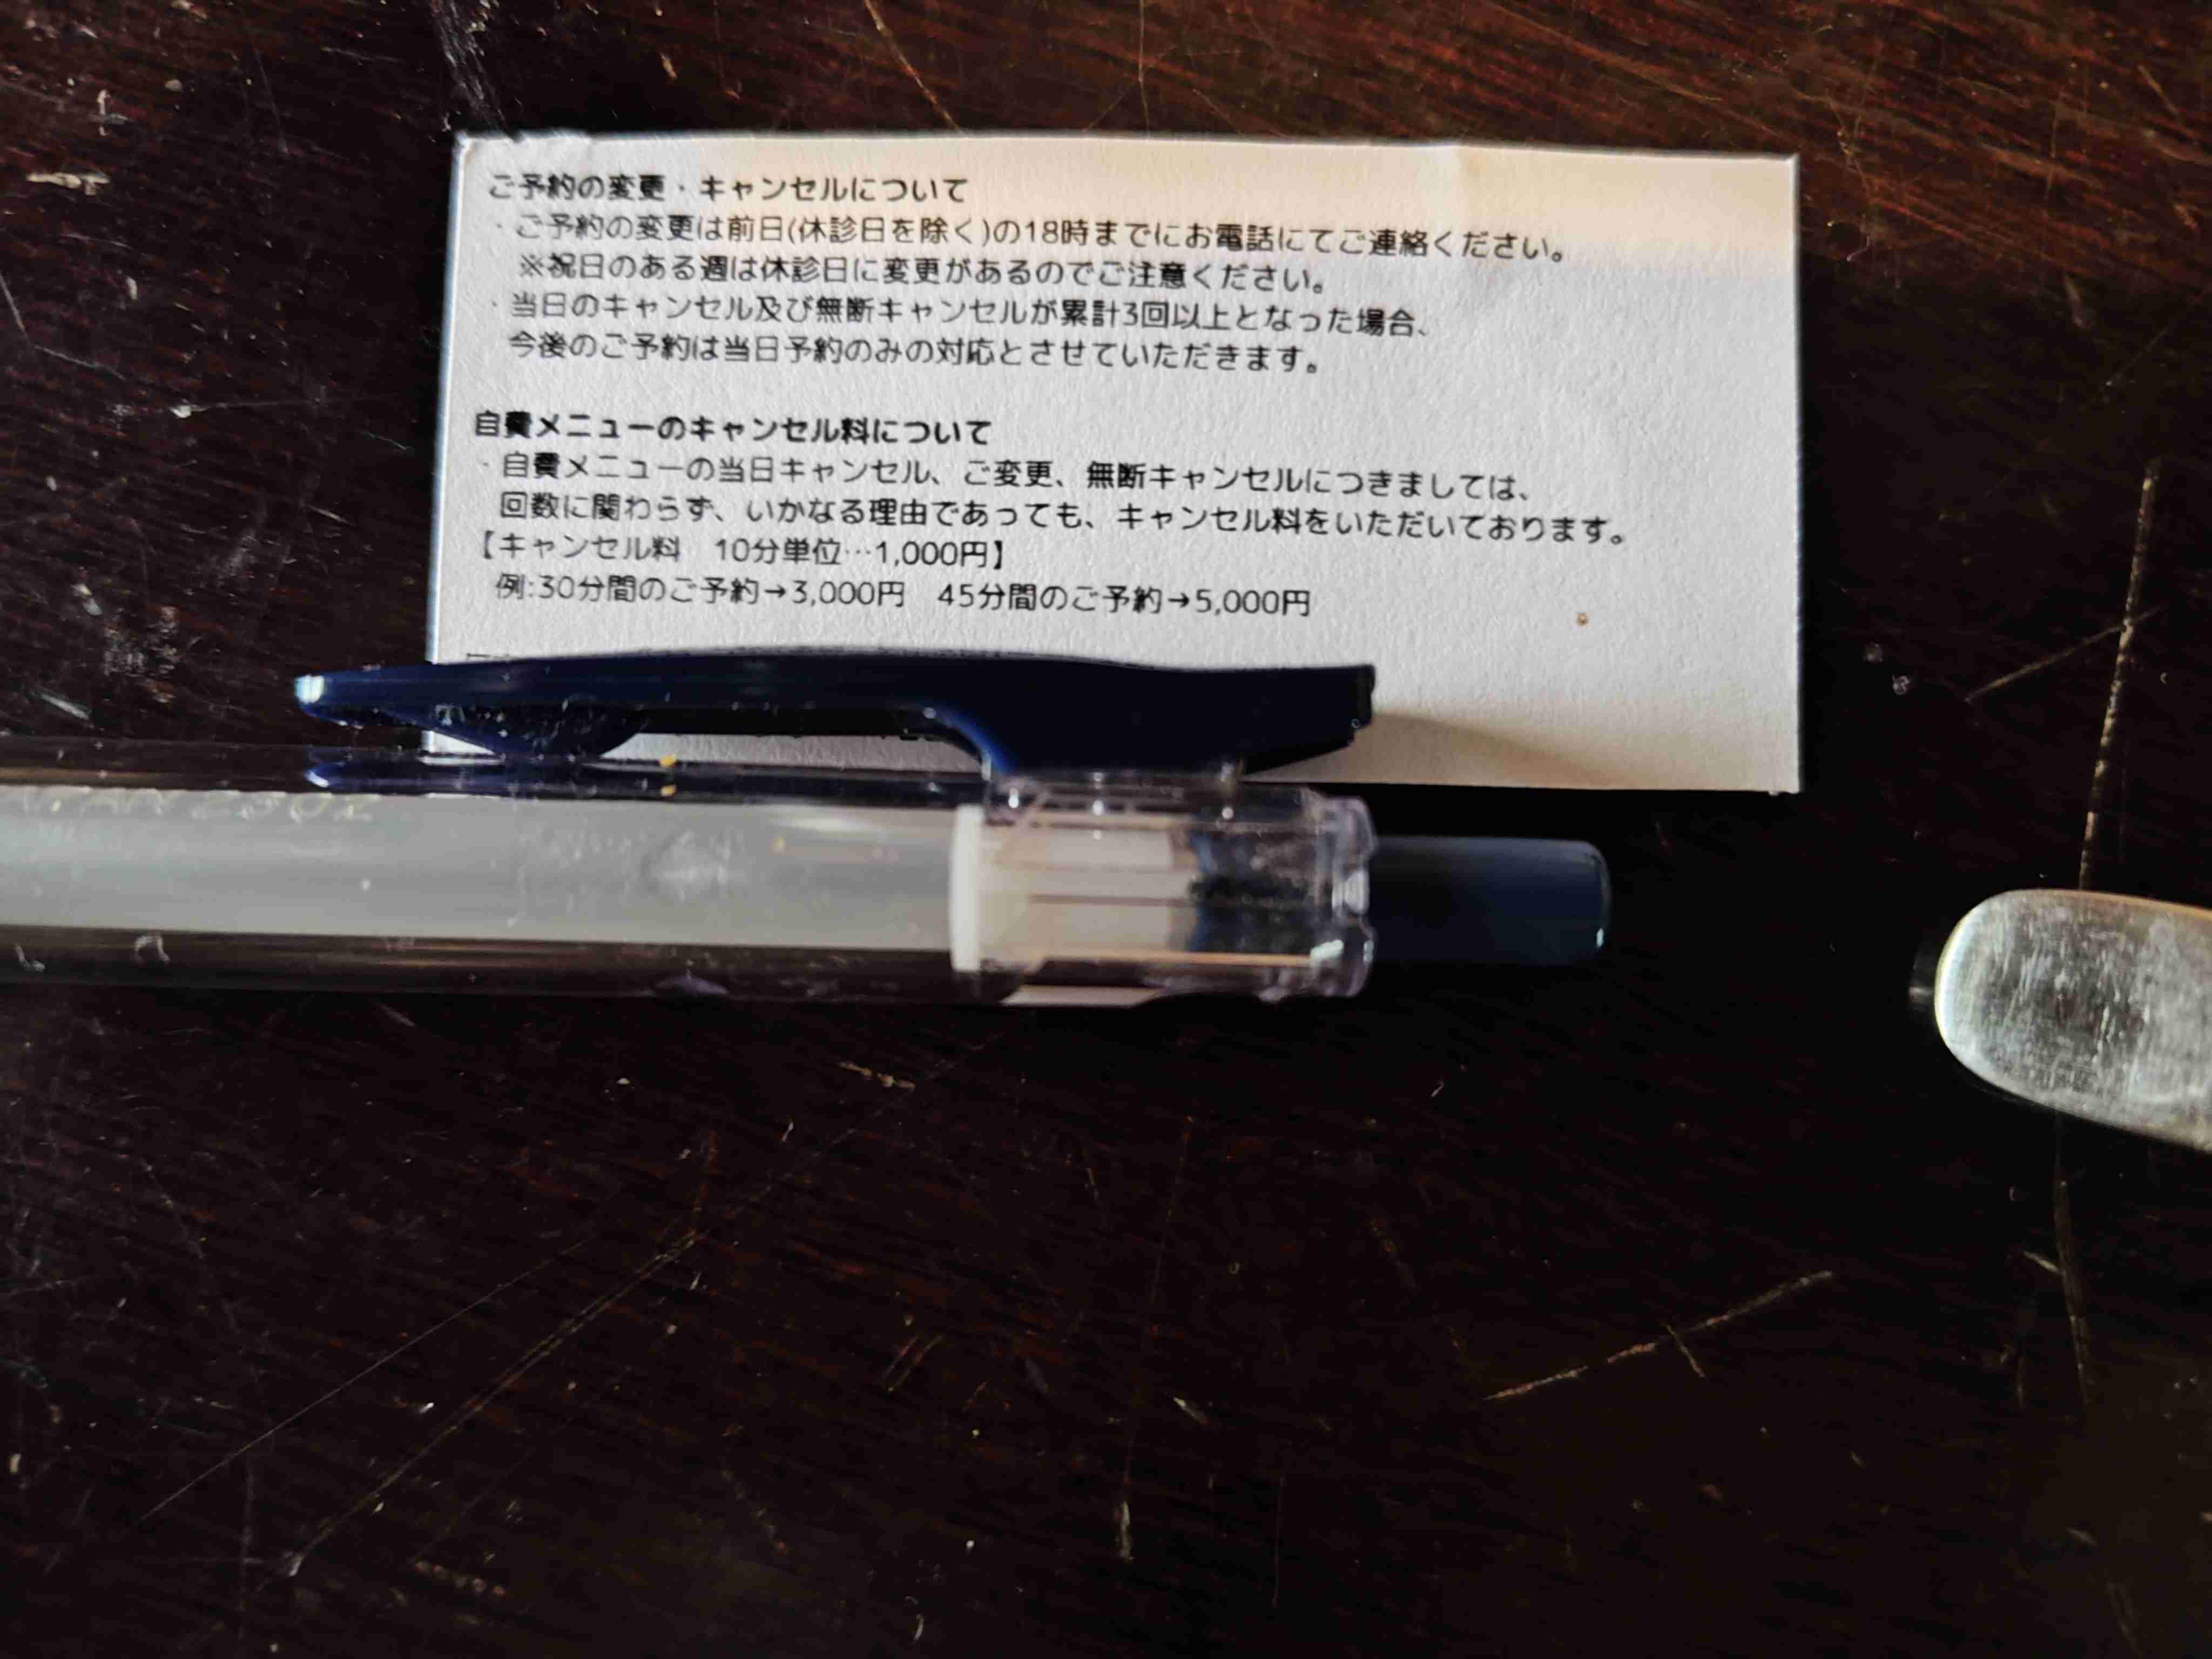 ご予約の変更・キャンセルについて
・ご予約の変更は前日(休診日を除く)の18時までにお電話にてご連絡ください。
※祝日のある週は休診日に変更があるのでご注意ください。
・当日のキャンセル及び無断キャンセルが累計3回以上となった場合、
今後のご予約は当日予約のみの対応とさせていただきます。
自費メニューのキャンセル料について
・自費メニューの当日キャンセル、ご変更、無断キャンセルにつきましては、
回数に関わらず、いかなる理由であっても、キャンセル料をいただいております。
【キャンセル料 10分単位…1,000円】
例:30分間のご予約→3,000円 45分間のご予約→5,000円